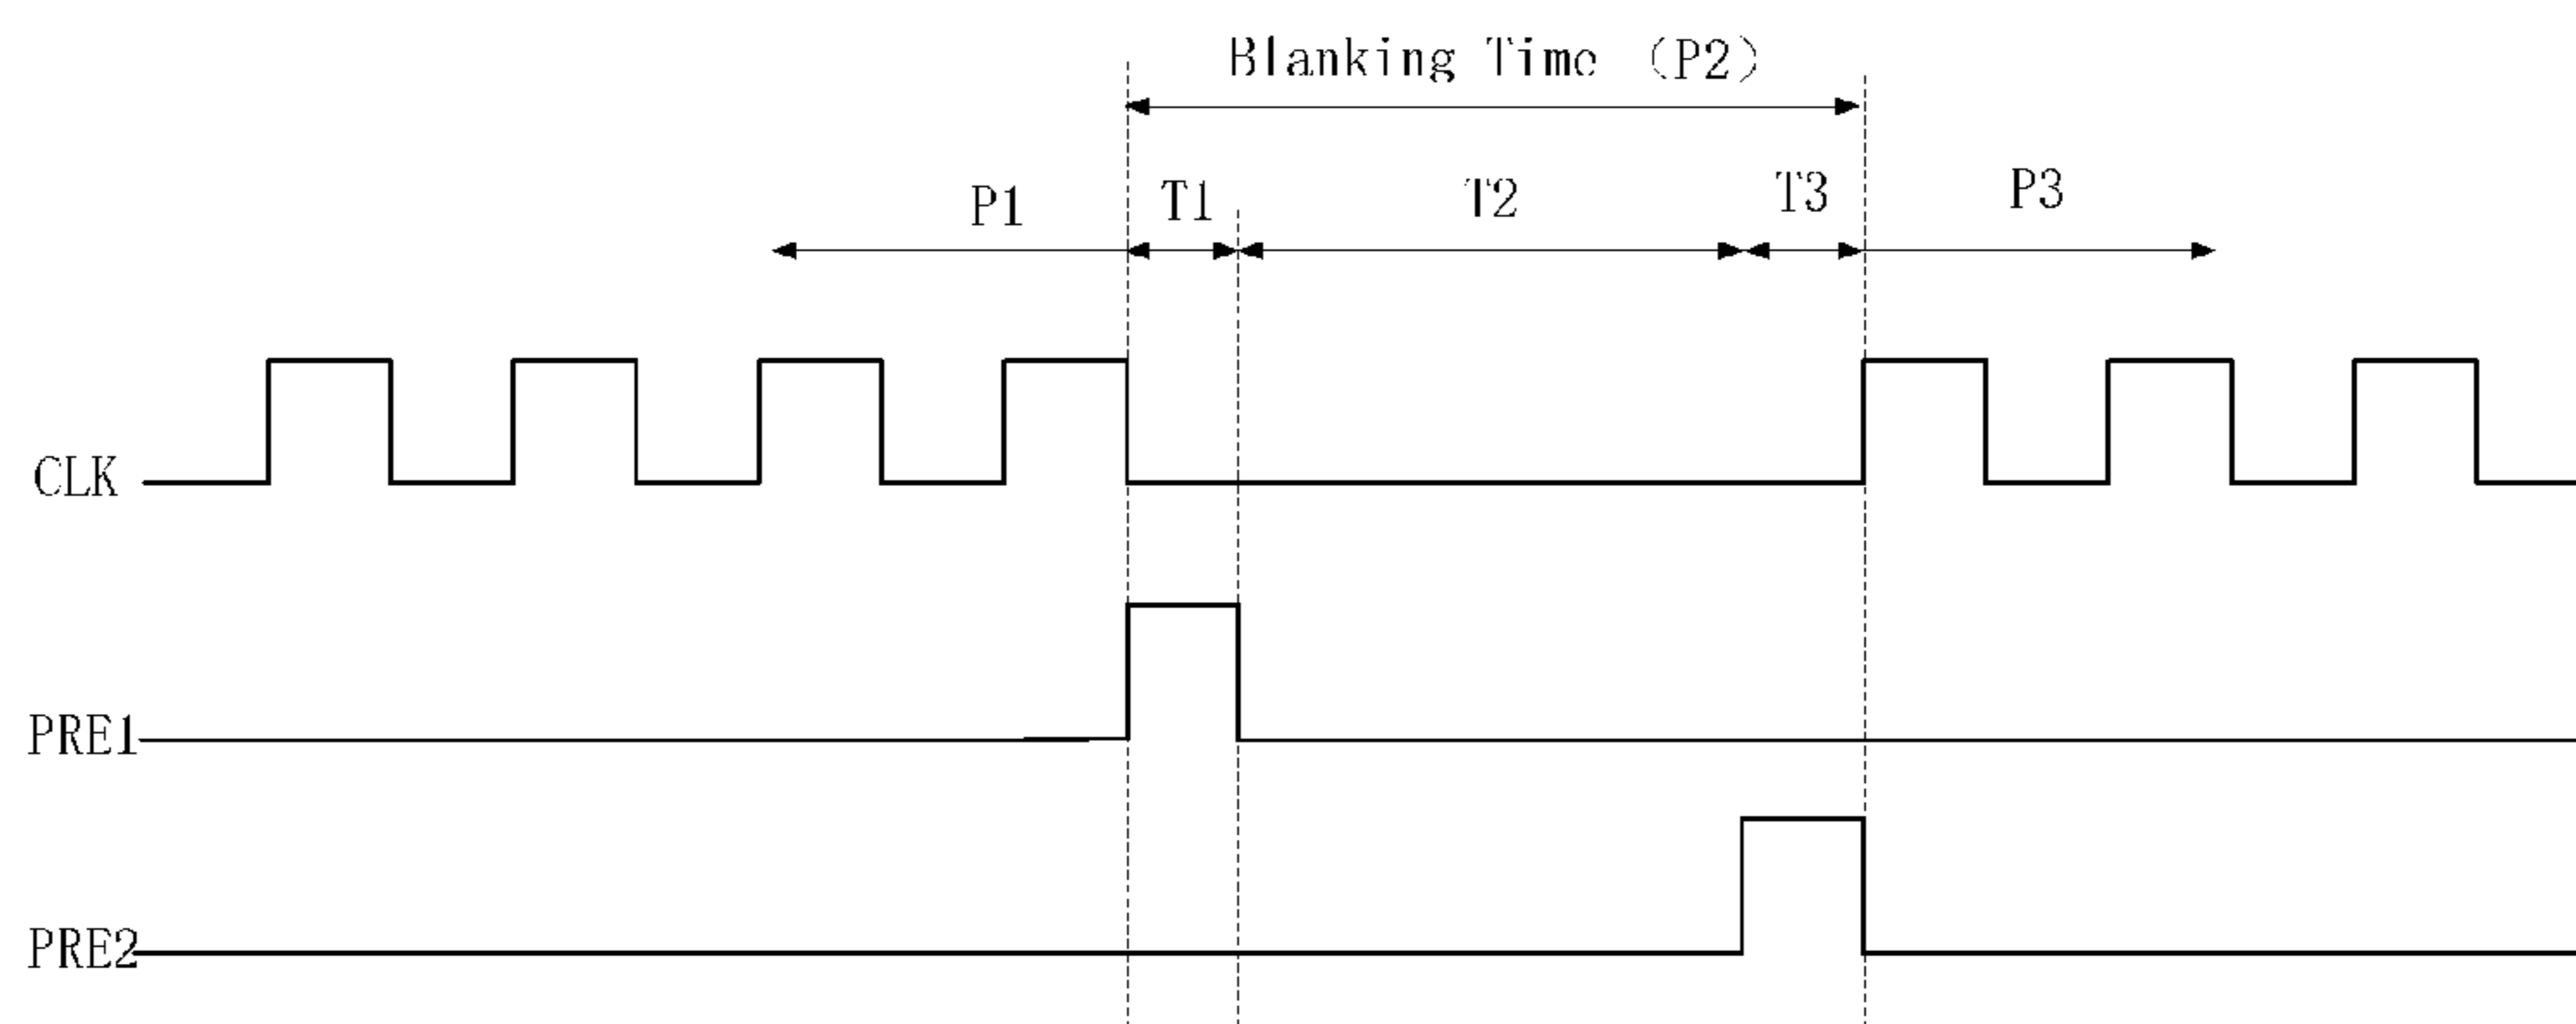 Blanking Time （P2）
P1 T1 T2 T3 P3
CLK
PRE1
PRE2